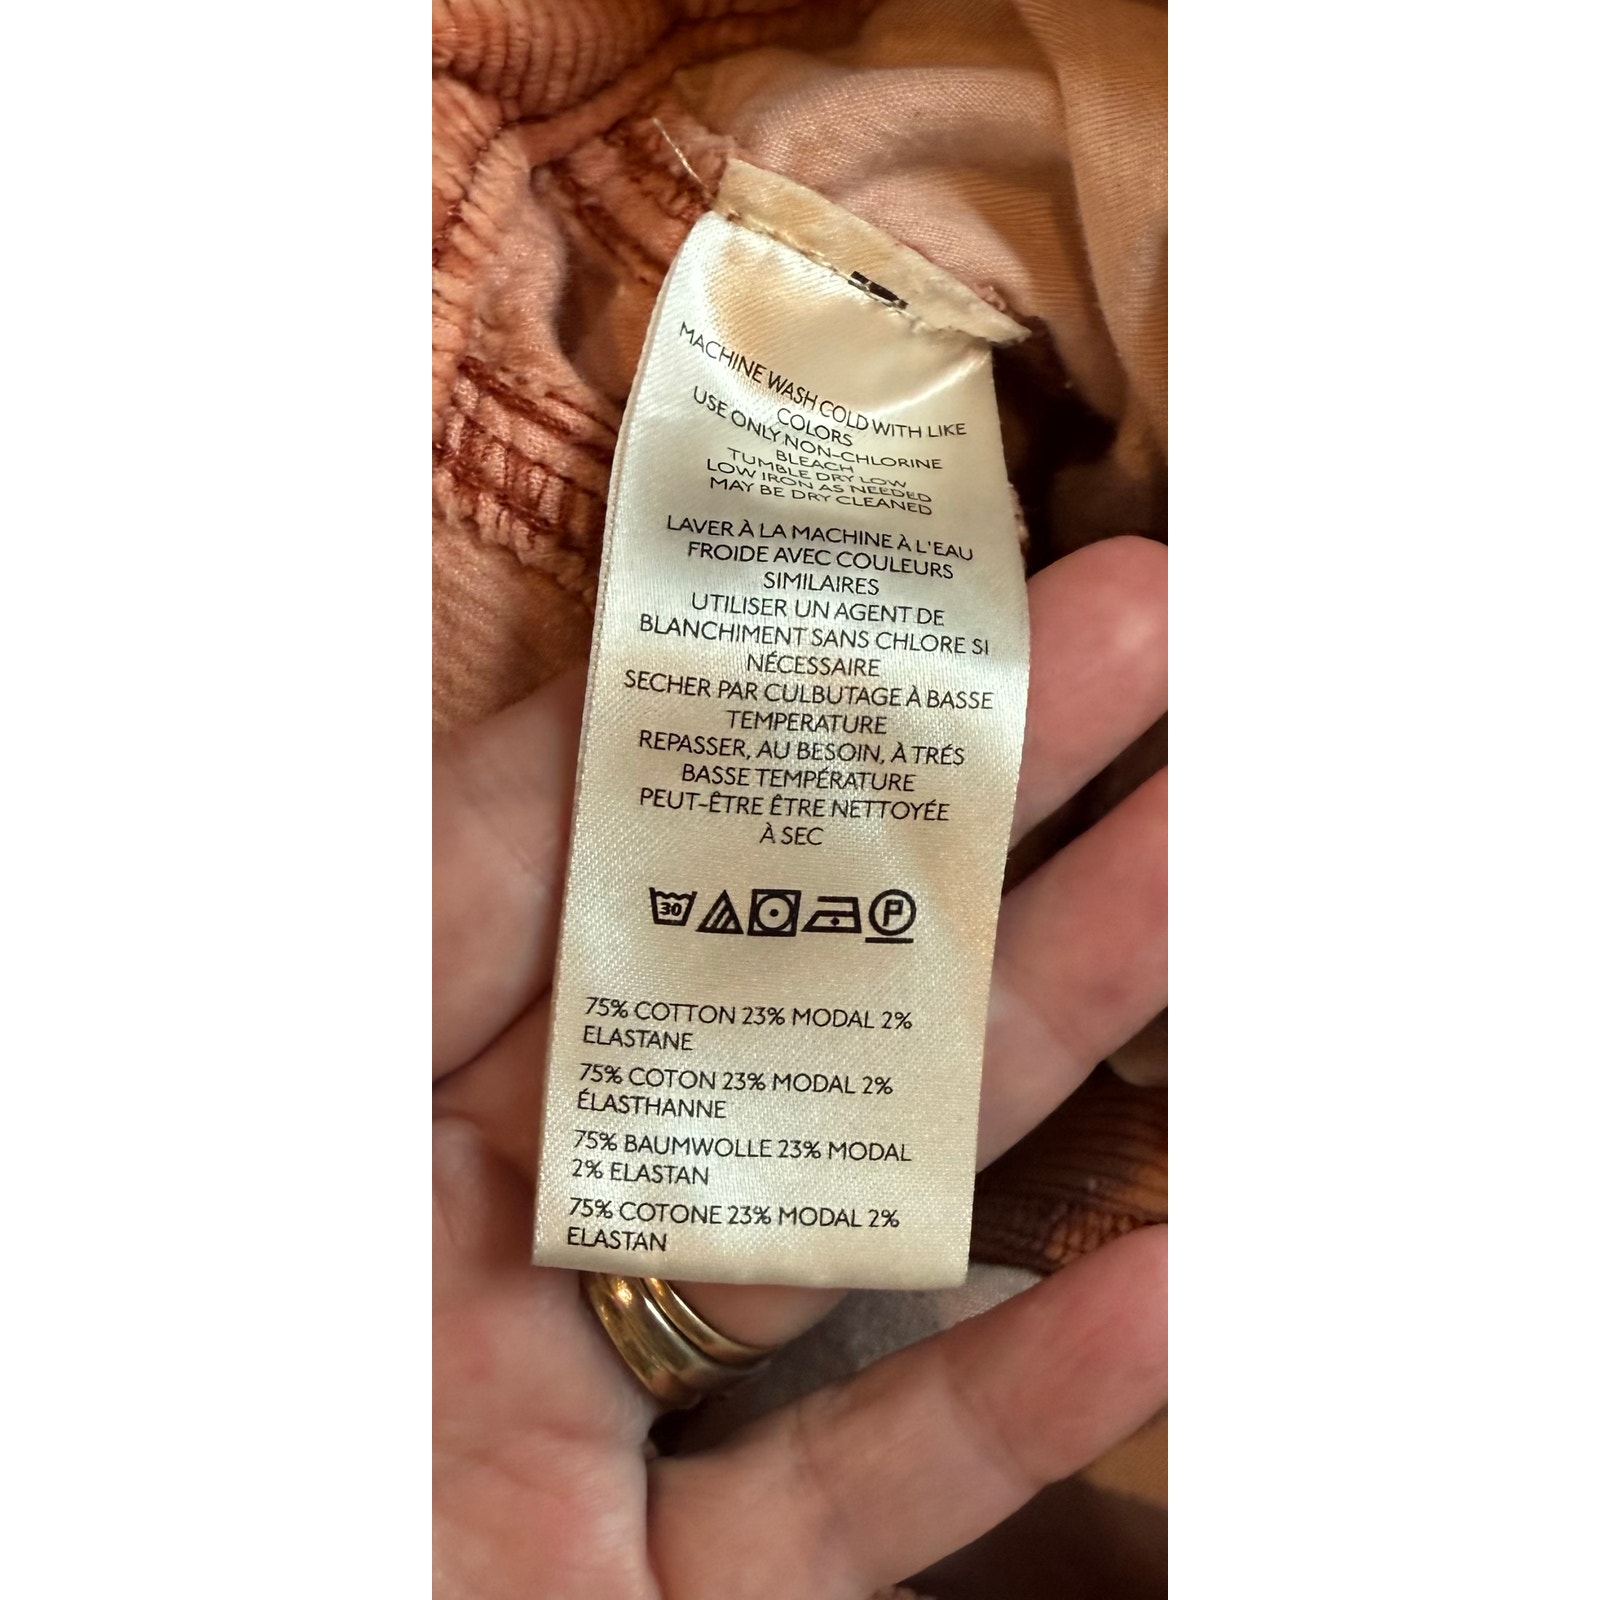 MACHINE WASH COLD WITH LIKE
COLORS
USE ONLY NON-CHLORINE
BLEACH
TUMBLE DRY LOW
LOW IRON AS NEEDED
MAY BE DRY CLEANED
LAVER À LA MACHINE À L'EAU
FROIDE AVEC COULEURS
SIMILAIRES
UTILISER UN AGENT DE
BLANCHIMENT SANS CHLORE SI
NÉCESSAIRE
SECHER PAR CULBUTAGE À BASSE
TEMPERATURE
REPASSER, AU BESOIN, À TRÉS
BASSE TEMPÉRATURE
PEUT-ÊTRE ÊTRE NETTOYÉE
À SEC
30 P
75% COTTON 23% MODAL 2%
ELASTANE
75% COTON 23% MODAL 2%
ÉLASTHANNE
75% BAUMWOLLE 23% MODAL
2% ELASTAN
75% COTONE 23% MODAL 2%
ELASTAN